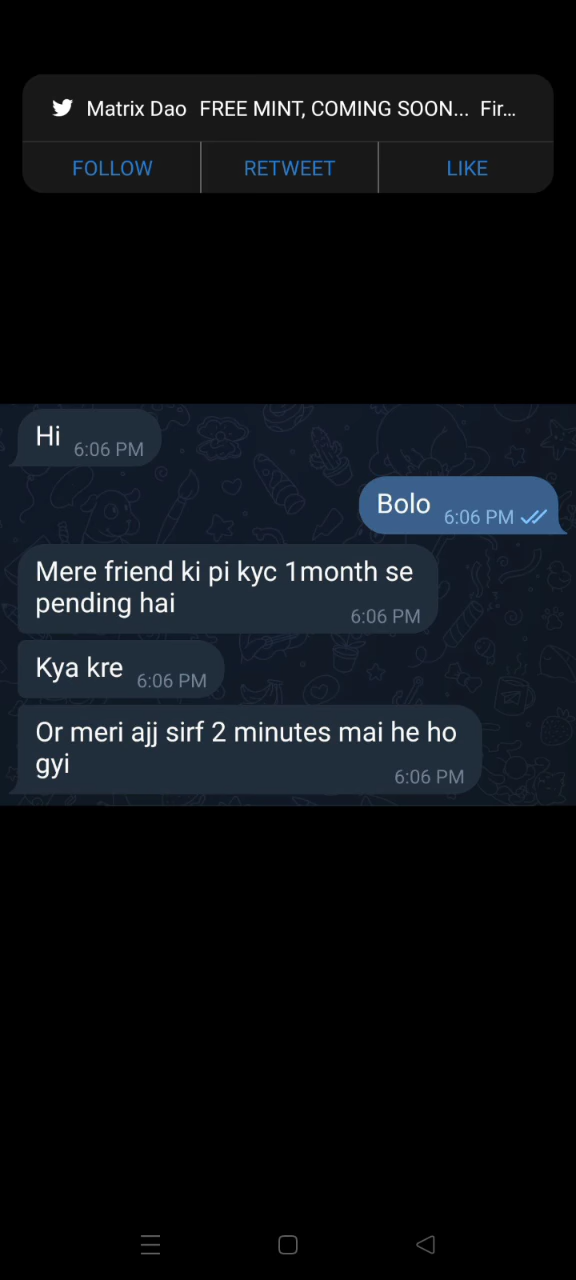 Matrix Dao FREE MINT, COMING SOON... Fir...
FOLLOW RETWEET LIKE
Hi 6:06 PM
Bolo 6:06 PM
Mere friend ki pi kyc 1month se
pending hai 6:06 PM
Kya kre 6:06 PM
Or meri ajj sirf 2 minutes mai he ho
gyi 6:06 PM